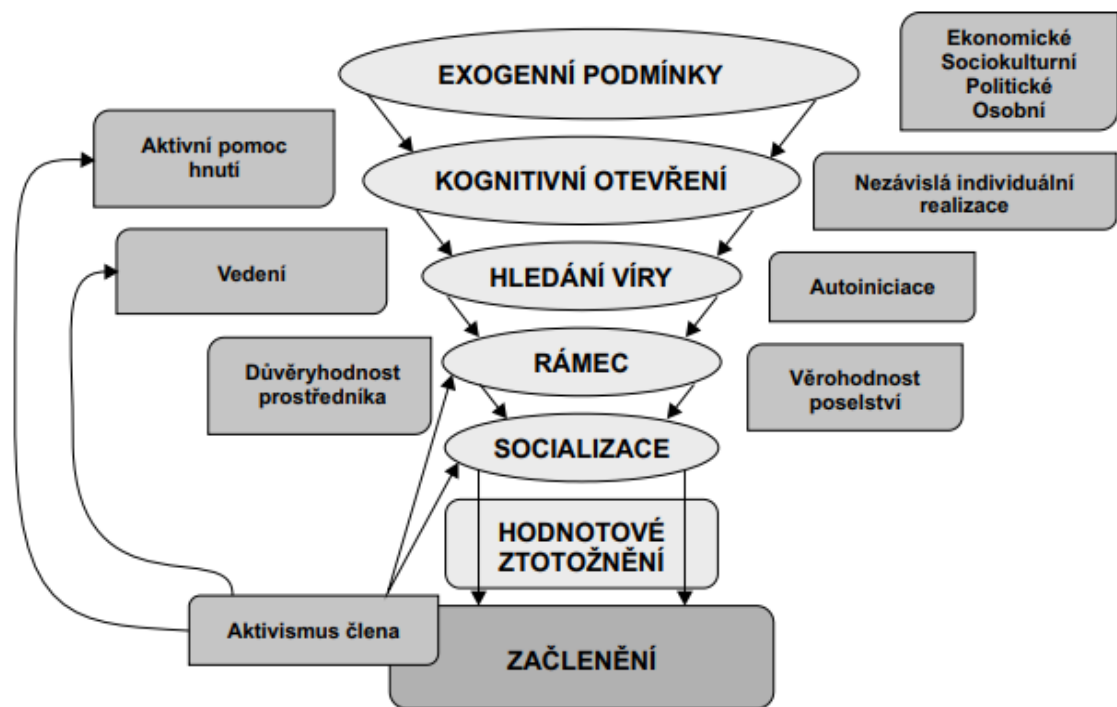 EXOGENNÍ PODMÍNKY
Ekonomické
Sociokulturní
Politické
Osobní
Aktivní pomoc
hnutí
KOGNITIVNÍ OTEVŘENÍ
Nezávislá individuální
realizace
Vedení
HLEDÁNÍ VÍRY
Autoiniciace
Důvěryhodnost
prostředníka
RÁMEC
Věrohodnost
poselství
SOCIALIZACE
HODNOTOVÉ
ZTOTOŽNĚNÍ
Aktivismus člena
ZAČLENĚNÍ